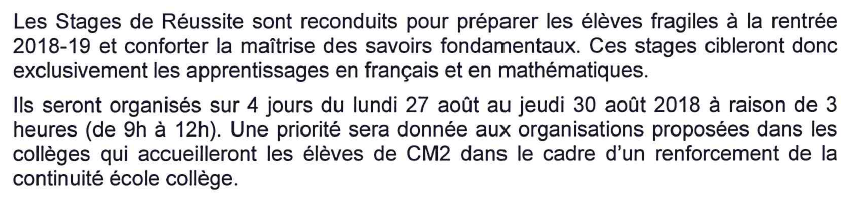 Les Stages de Réussite sont reconduits pour préparer les élèves fragiles à la rentrée
2018-19 et conforter la maîtrise des savoirs fondamentaux. Ces stages cibleront donc
exclusivement les apprentissages en français et en mathématiques.
Ils seront organisés sur 4 jours du lundi 27 août au jeudi 30 août 2018 à raison de 3
heures (de 9h à 12h). Une priorité sera donnée aux organisations proposées dans les
collèges qui accueilleront les élèves de CM2 dans le cadre d'un renforcement de la
continuité école collège.